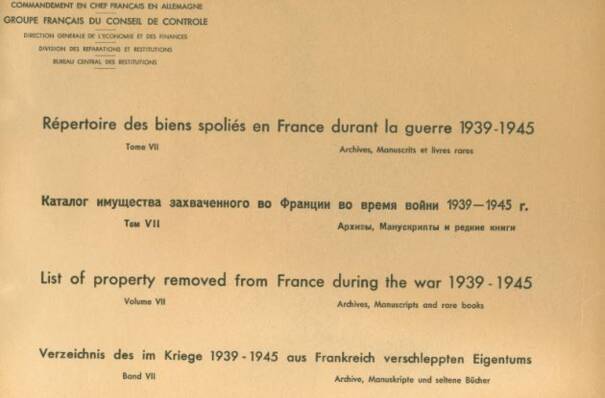 COMMANDEMENT EN CHEF FRANÇAIS EN ALLEMAGNE
GROUPE FRANÇAIS DU CONSEIL DE CONTROLE
DIRECTION GENERALE DE L'ECONOMIE ET DES FINANCES
DIVISION DES REPARATIONS ET RESTITUTIONS
BUREAU CENTRAL DES RESTITUTIONS
Répertoire des biens spoliés en France durant la guerre 1939-1945
Tome VII Archives, Manuscrits et livres rares
Каталог имущества захваченного во Франции во время войни 1939—1945 г.
Том VII Архивы, Манускрипты и редкие книги
List of property removed from France during the war 1939-1945
Volume VII Archives, Manuscripts and rare books
Verzeichnis des im Kriege 1939-1945 aus Frankreich verschleppten Eigentums
Band VII Archive, Manuskripte und seltene Bücher